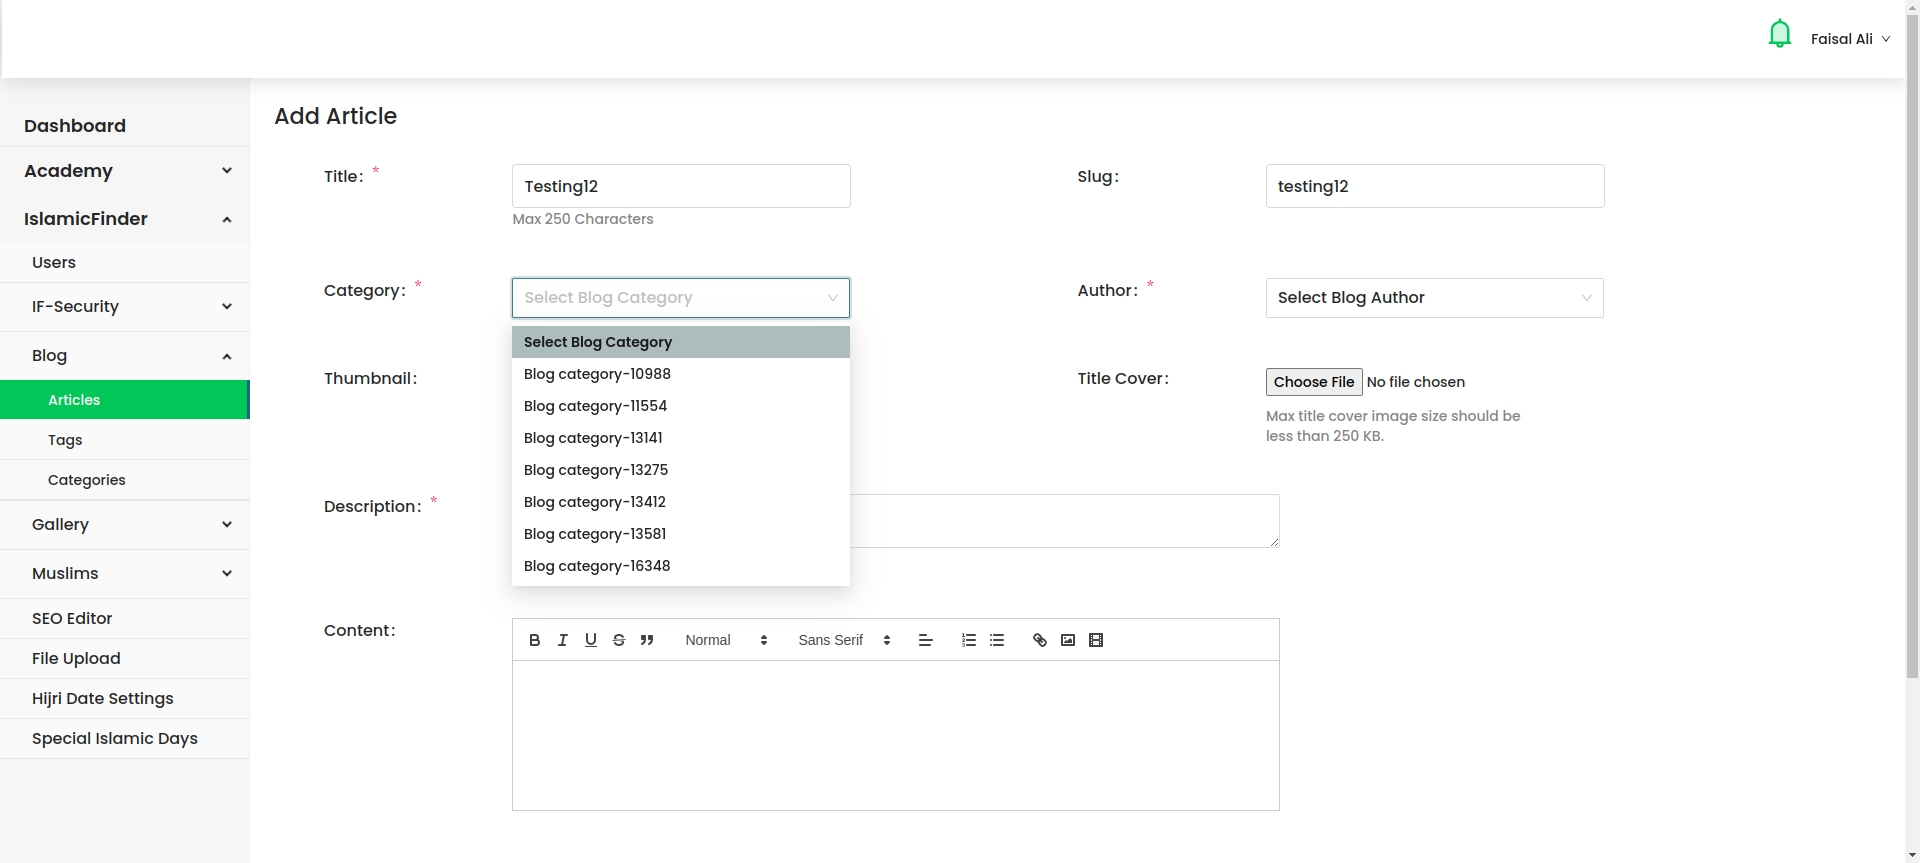 Faisal Ali
Dashboard
Academy
IslamicFinder
Users
IF-Security
Blog
Articles
Tags
Categories
Gallery
Muslims
SEO Editor
File Upload
Hijri Date Settings
Special Islamic Days
Add Article
Title: *
Testing12
Max 250 Characters
Slug:
testing12
Category: *
Select Blog Category
Author: *
Select Blog Author
Select Blog Category
Blog category-10988
Blog category-11554
Blog category-13141
Blog category-13275
Blog category-13412
Blog category-13581
Blog category-16348
Thumbnail:
Title Cover:
Choose File No file chosen
Max title cover image size should be
less than 250 KB.
Description: *
Content:
Normal
Sans Serif